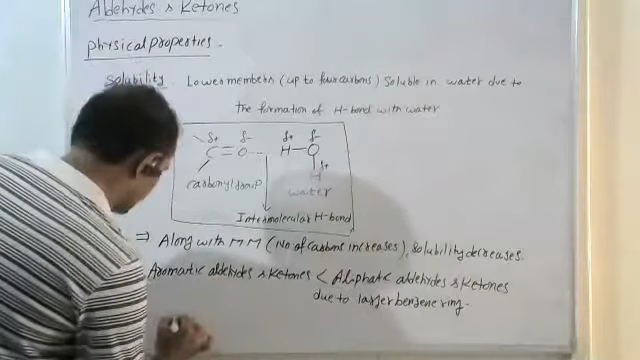 Aldehydes & Ketones
physical properties.
Solubility Lower members (up to four carbons) Soluble in water due to
the formation of H-bond with water
δ+ δ- δ+ δ-
C = O --- H - O
δ+
H
carbonyl group
water
Intermolecular H-bond
⇒ Along with MM (No of carbons increases), solubility decreases.
Aromatic aldehydes & ketones < Aliphatic aldehydes & ketones
due to larger benzene ring.